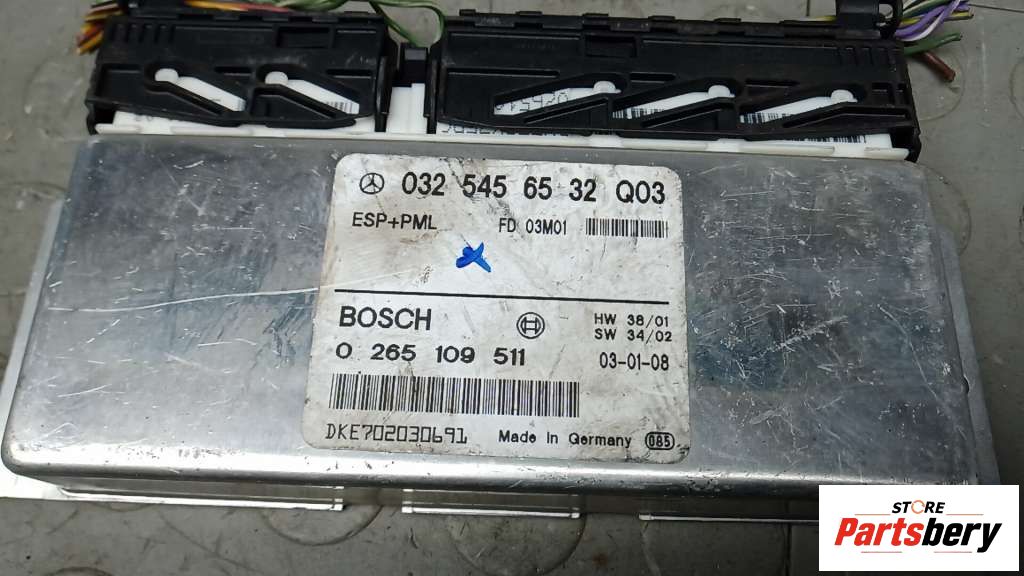 032 545 65 32 Q03
ESP+PML FD 03M01
BOSCH HW 38/01
SW 34/02
0 265 109 511 03-01-08
DKE702030691 Made in Germany 085
STORE
Partsbery